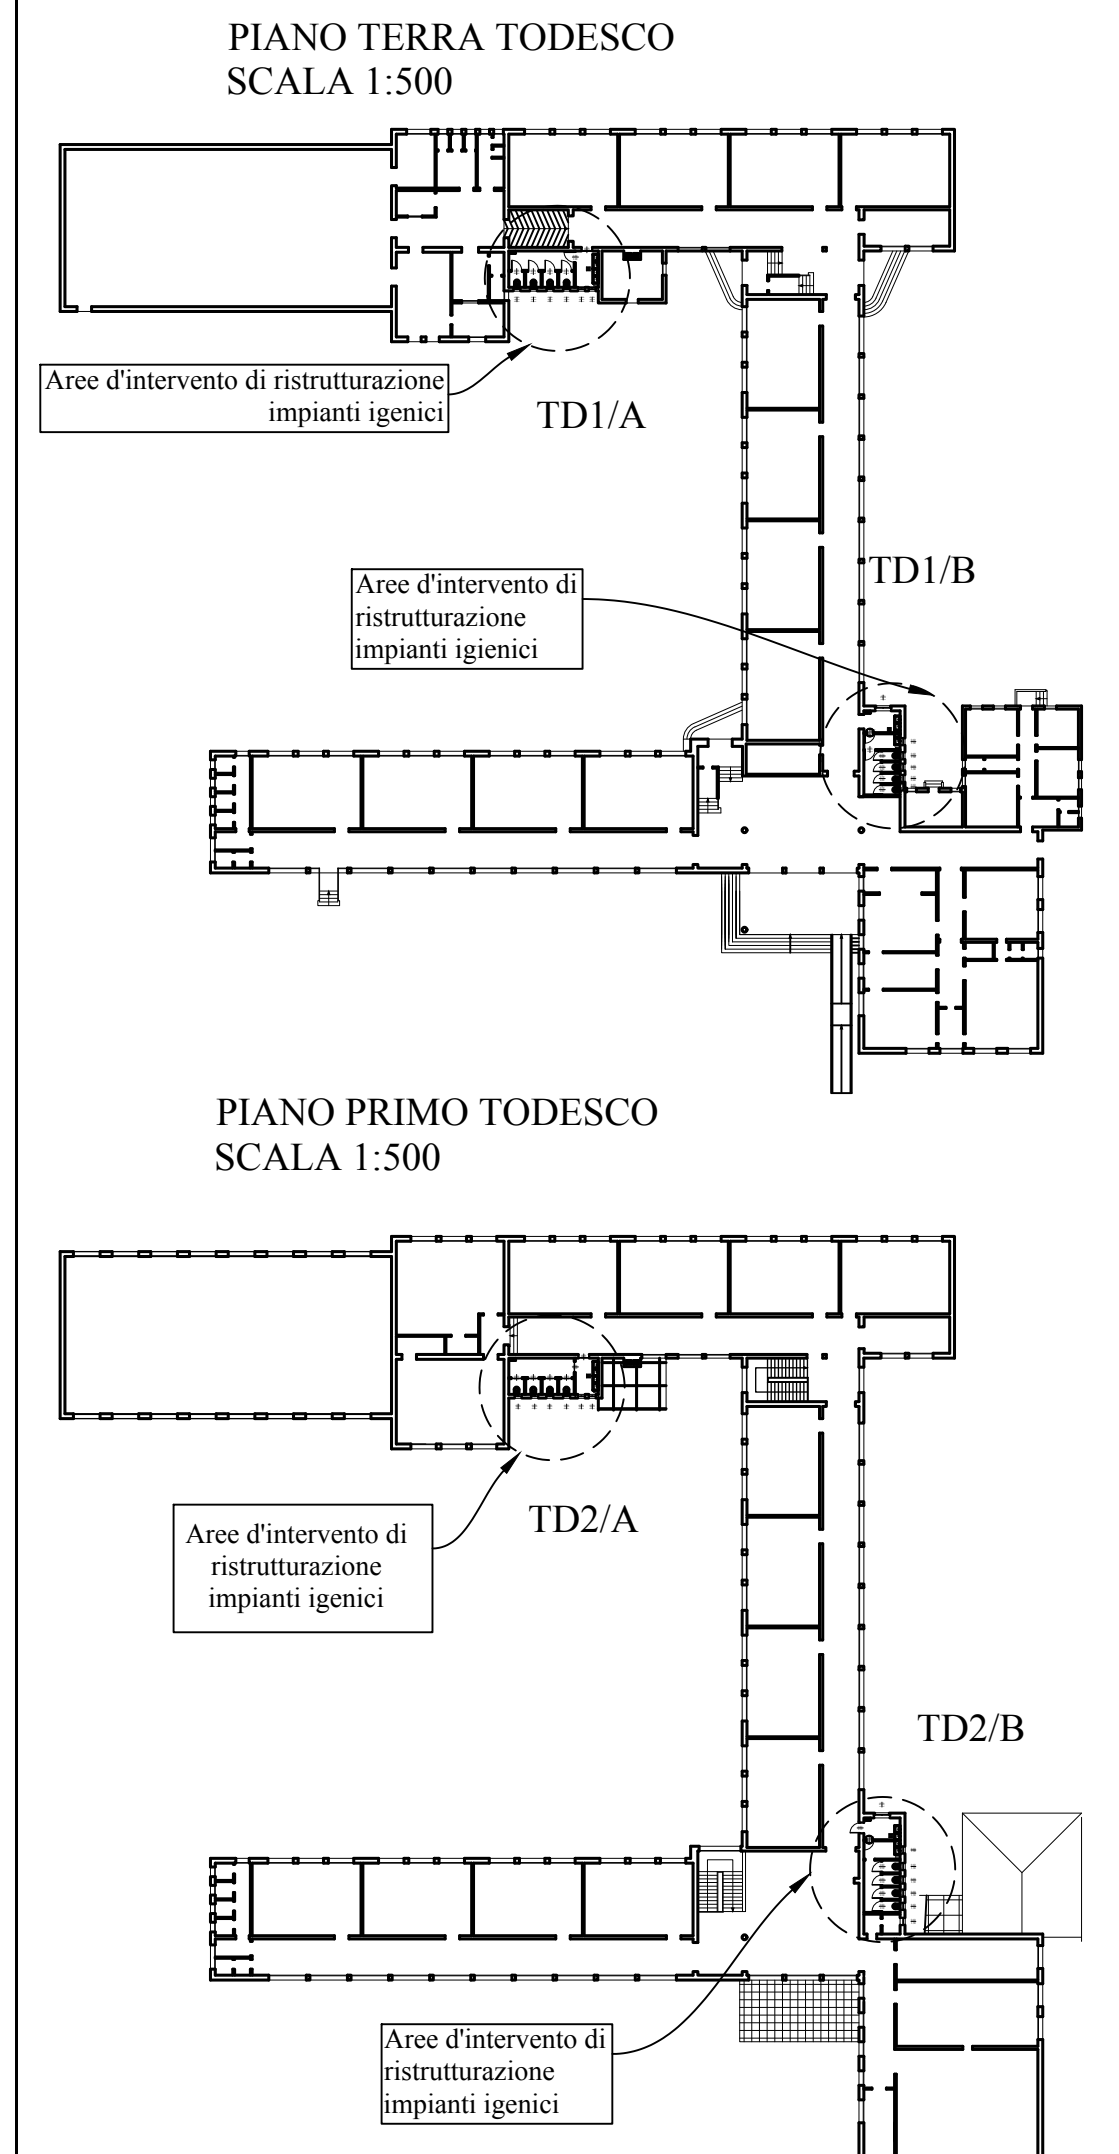 PIANO TERRA TODESCO
SCALA 1:500
Aree d'intervento di ristrutturazione
impianti igenici
TD1/A
TD1/B
Aree d'intervento di
ristrutturazione
impianti igienici
PIANO PRIMO TODESCO
SCALA 1:500
TD2/A
Aree d'intervento di
ristrutturazione
impianti igenici
TD2/B
Aree d'intervento di
ristrutturazione
impianti igenici